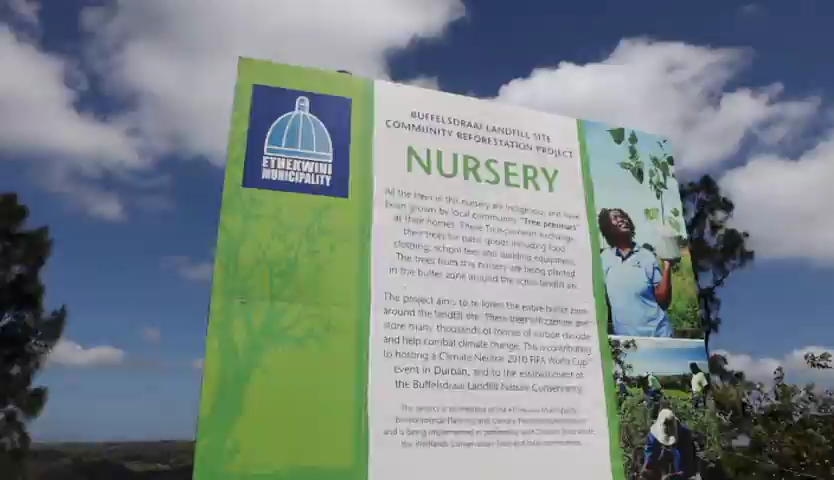 ETHEKWINI
MUNICIPALITY
BUFFELSDRAAI LANDFILL SITE
COMMUNITY REFORESTATION PROJECT
NURSERY
All the trees in this nursery are indigenous and have
been grown by local community "Tree-preneurs"
at their homes. These Tree-preneurs exchange
their trees for basic goods including food,
clothing, school fees and building equipment.
The trees from this nursery are being planted
in the buffer zone around the active landfill site.
The project aims to re-forest the entire buffer zone
around the landfill site. These trees
store many thousands of tonnes of carbon dioxide
and help combat climate change. This is contributing
to hosting a Climate Neutral 2010 FIFA World Cup
event in Durban, and to the establishment of
the Buffelsdraai Landfill Nature Conservancy.